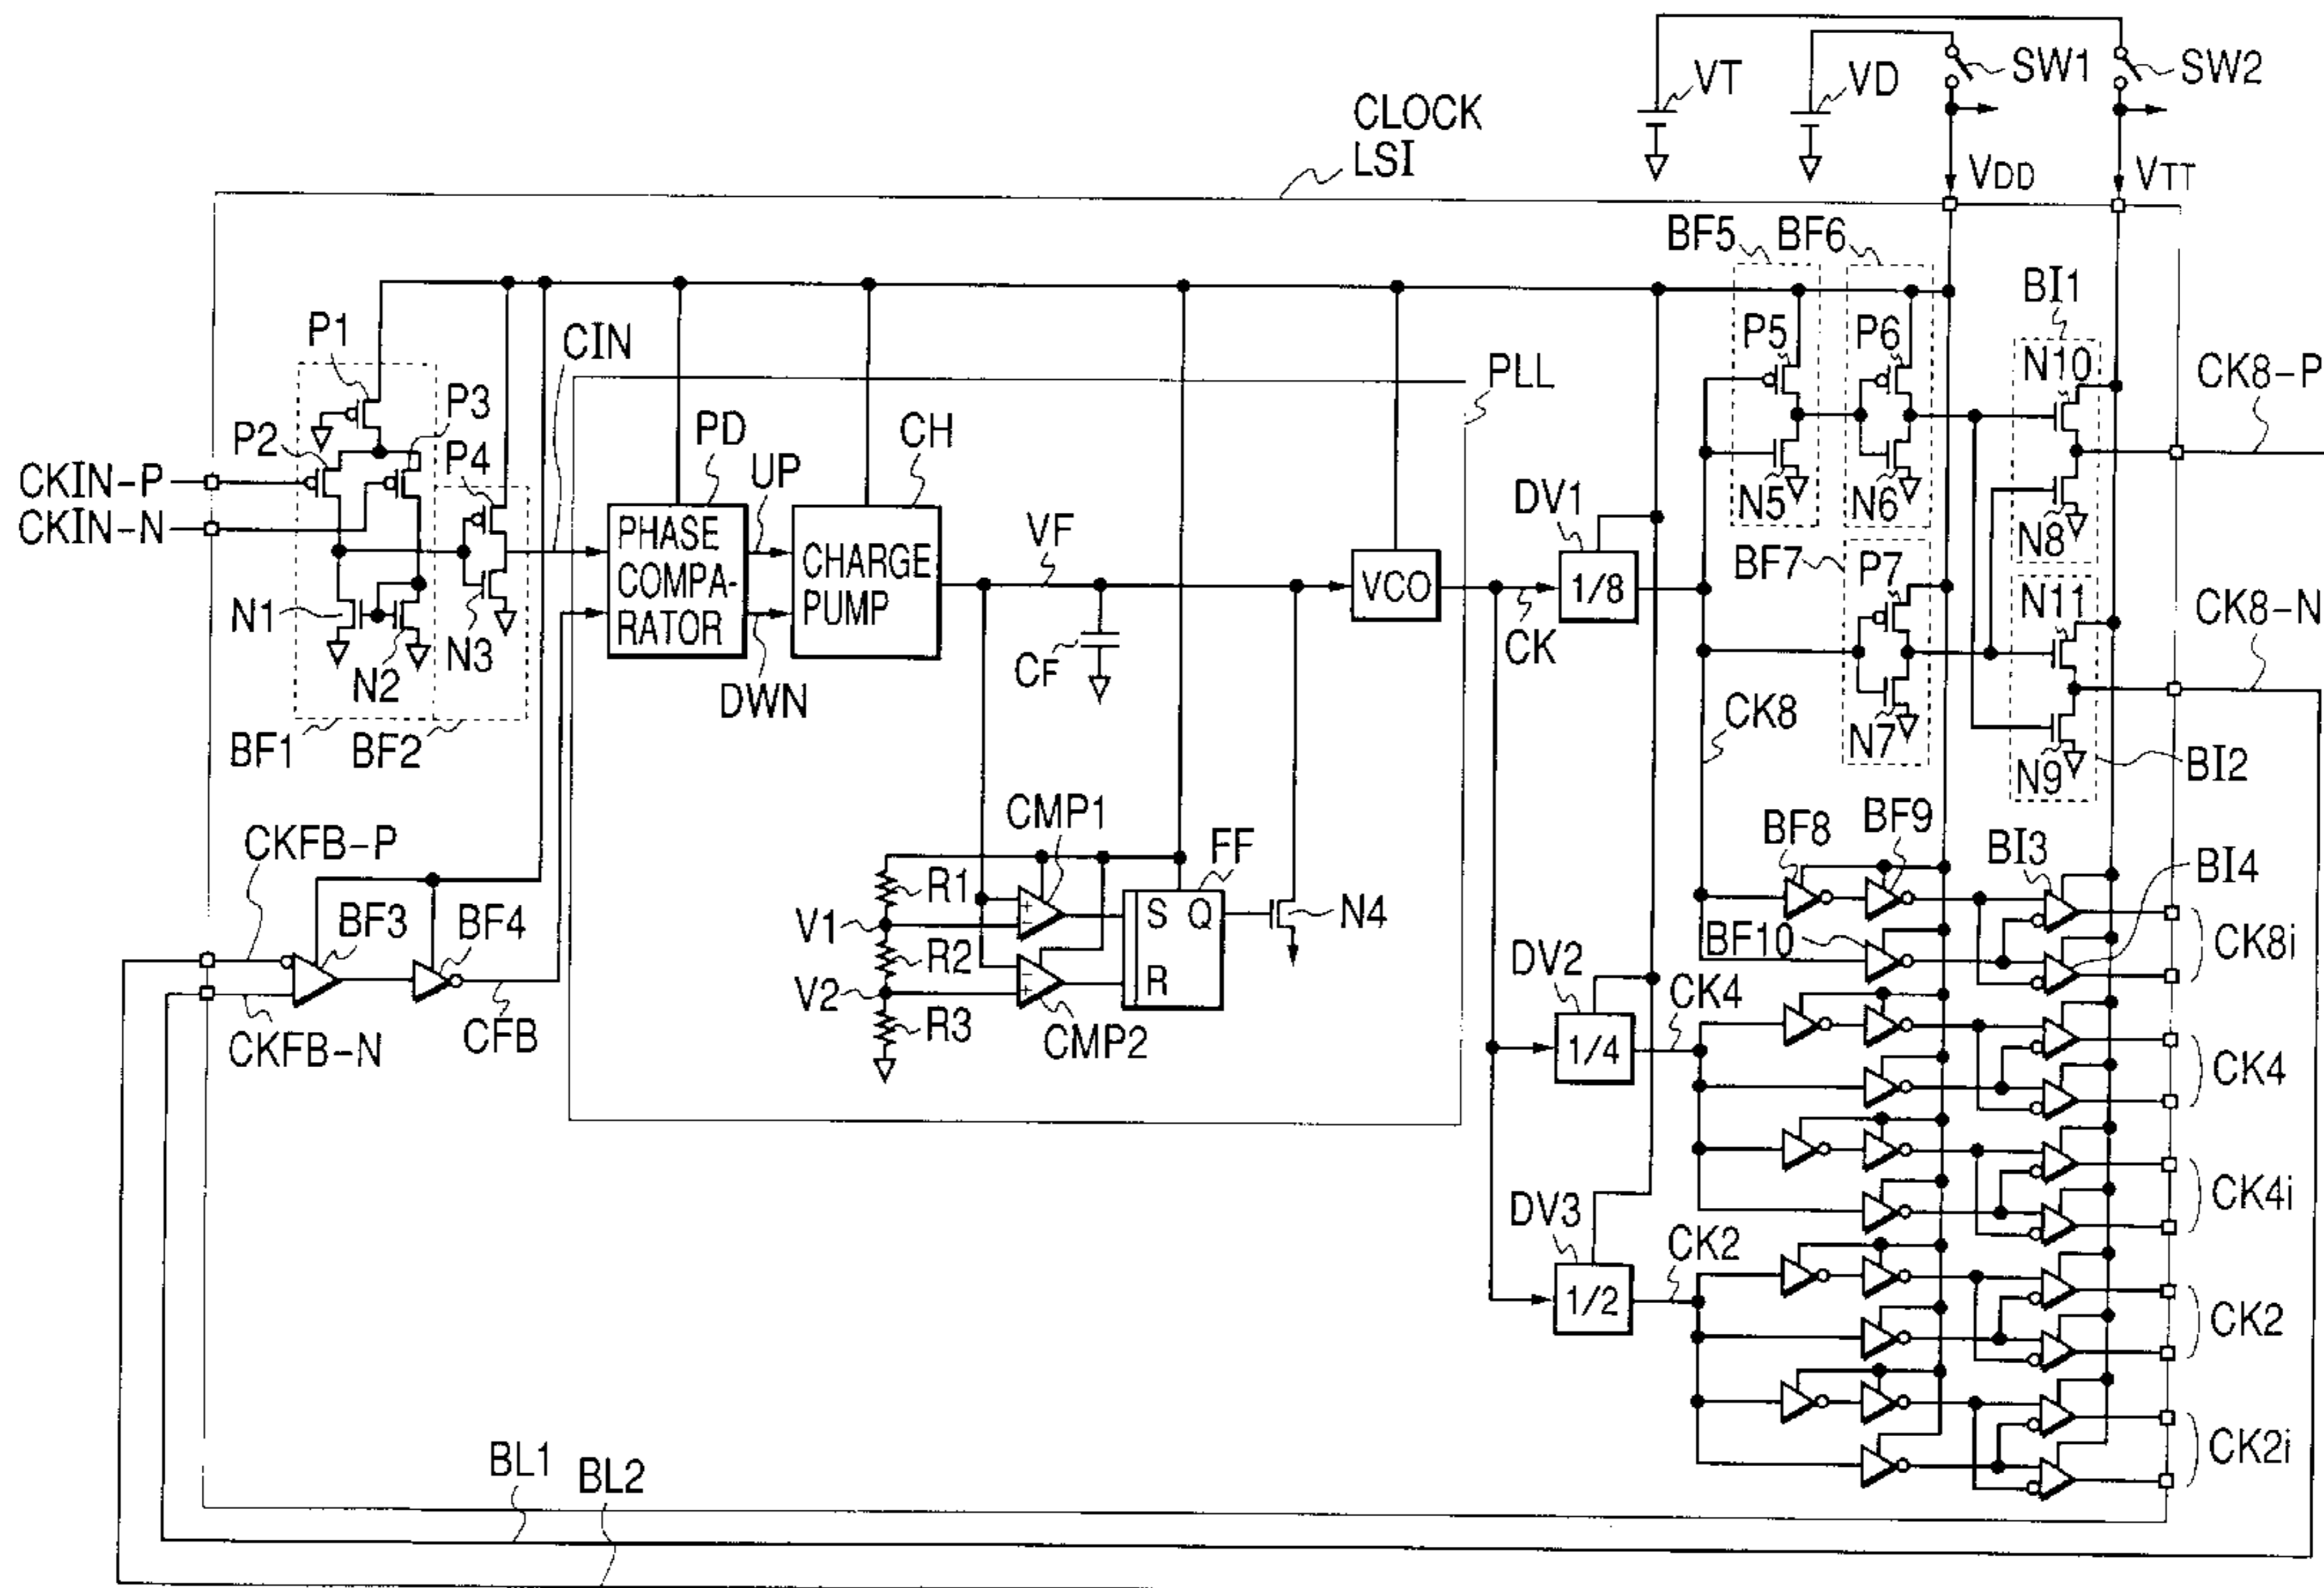 VT
VD
SW1
SW2
CLOCK
LSI
VDD
VTT
BF5
BF6
BI1
P1
CIN
P5
P6
N10
PLL
CK8-P
P3
P2
P4
PD
CH
UP
CKIN-P
CKIN-N
N5
N6
N8
DV1
VF
PHASE
COMPA-
RATOR
CHARGE
PUMP
VCO
1/8
BF7
P7
N11
CK8-N
N1
N2
N3
CF
CK
DWN
CK8
N7
N9
BI2
BF1
BF2
CMP1
FF
BF8
BF9
BI3
BI4
CKFB-P
R1
+
-
S
Q
N4
BF3
BF4
V1
R2
-
+
R
BF10
CK8i
V2
R3
DV2
CK4
CKFB-N
CFB
CMP2
1/4
CK4
DV3
CK2
CK4i
1/2
CK2
BL1
BL2
CK2i